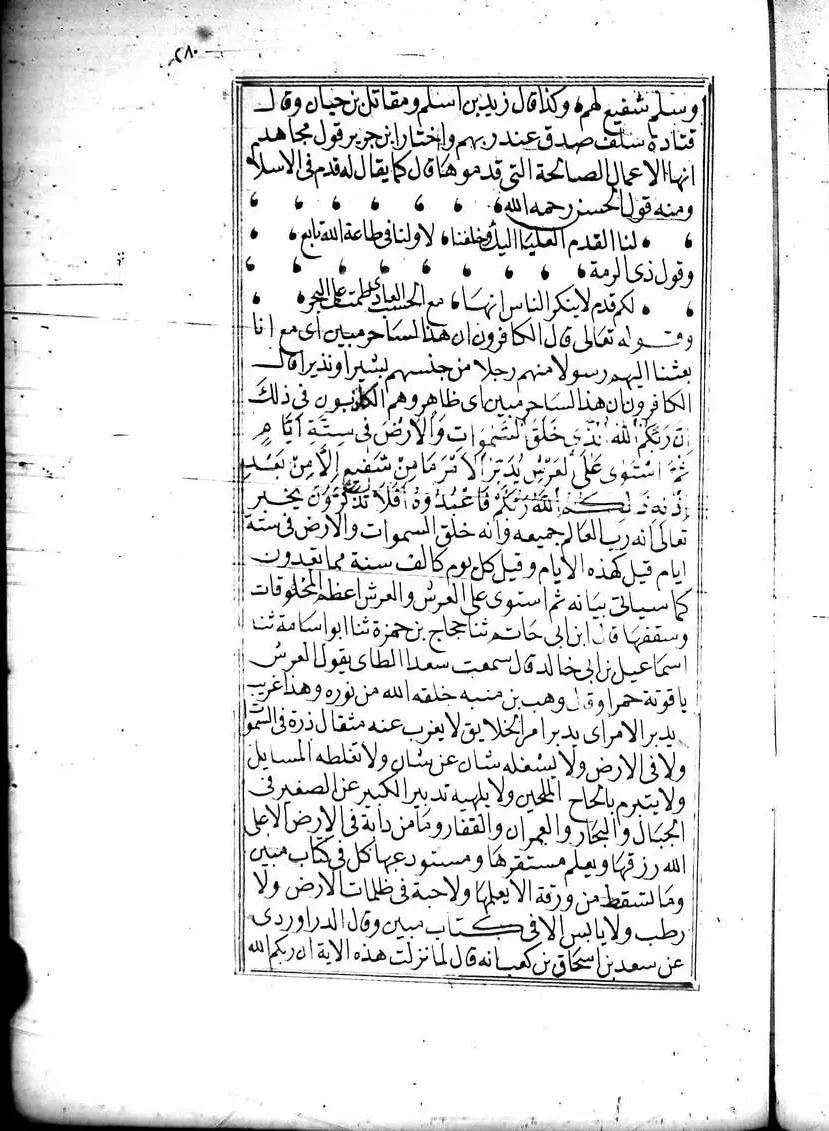 ٢٨٠
وسلم شفيع لهم وكذا قال زيد بن اسلم ومقاتل بن حيان وقال
قتادة سلف صدق عند ربهم واختار ابن جرير قول مجاهد
انها الاعمال الصالحة التي قدموها قال كما يقال له قدم في الاسلام
ومنه قول الحسن رحمه الله
لنا القدم العليا اليك وخلفنا لاولنا في طاعة الله تابع
وقول ذي الرمة
لكم قدم لا ينكر الناس انها مع الحسب العادي طمت على البحر
وقوله تعالى قال الكافرون ان هذا لساحر مبين اي مع انا
بعثنا اليهم رسولا منهم رجلا من جنسهم بشيرا ونذيرا قال
الكافرون ان هذا لساحر مبين اي ظاهر وهم الكاذبون في ذلك
ان ربكم الله الذي خلق السموات والارض في ستة ايام
ثم استوى على العرش يدبر الامر ما من شفيع الا من بعد
اذنه ذلكم الله ربكم فاعبدوه افلا تذكرون يخبر
تعالى انه رب العالم جميعه وانه خلق السموات والارض في ستة
ايام قيل كهذه الايام وقيل كل يوم كالف سنة مما تعدون
كما سياتي بيانه ثم استوى على العرش والعرش اعظم المخلوقات
وسقفها قال ابن ابي حاتم ثنا حجاج بن حمزة ثنا ابو اسامة ثنا
اسماعيل بن ابي خالد قال سمعت سعدا الطاي يقول العرش
ياقوتة حمرا وقال وهب بن منبه خلقه الله من نوره وهذا غريب
يدبر الامر اي يدبر امر الخلايق لا يعزب عنه مثقال ذرة في السموا
ولا في الارض ولا يشغله شان عن شان ولا تغلطه المسايل
ولا يتبرم بالحاح الملحين ولا يلهيه تدبير الكبير عن الصغير في
الجبال والبحار والعمران والقفار وما من دابة في الارض الا على
الله رزقها ويعلم مستقرها ومستودعها كل في كتاب مبين
وما تسقط من ورقة الا يعلمها ولا حبة في ظلمات الارض ولا
رطب ولا يابس الا في كتاب مبين وقال الدراوردي
عن سعد بن اسحاق بن كعب انه قال لما نزلت هذه الاية ان ربكم الله